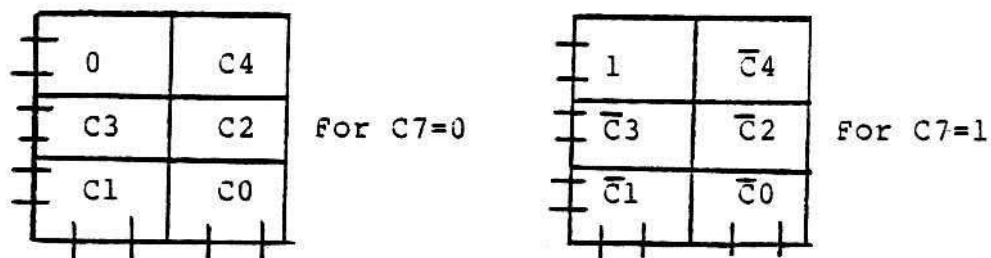 0 C4
C3 C2
C1 C0
For C7=0
1 C̅4
C̅3 C̅2
C̅1 C̅0
For C7=1